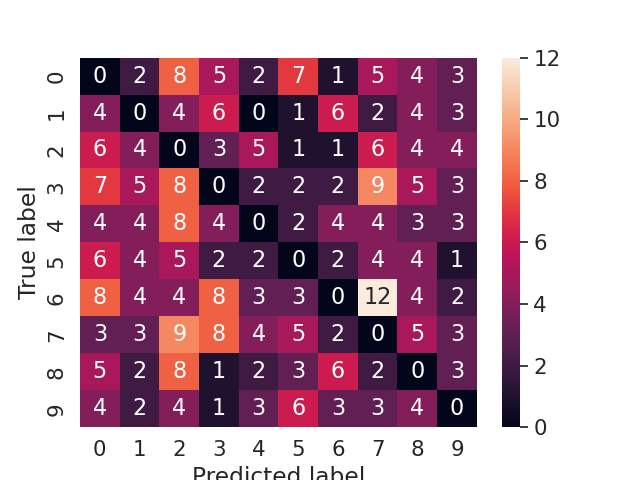 0 0 2 8 5 2 7 1 5 4 3
1 4 0 4 6 0 1 6 2 4 3
2 6 4 0 3 5 1 1 6 4 4
3 7 5 8 0 2 2 2 9 5 3
4 4 4 8 4 0 2 4 4 3 3
5 6 4 5 2 2 0 2 4 4 1
6 8 4 4 8 3 3 0 12 4 2
7 3 3 9 8 4 5 2 0 5 3
8 5 2 8 1 2 3 6 2 0 3
9 4 2 4 1 3 6 3 3 4 0
0 1 2 3 4 5 6 7 8 9
Predicted label
True label
12
10
8
6
4
2
0